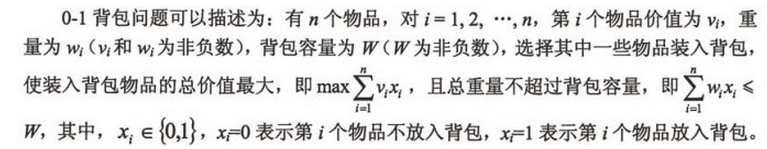 0-1 背包问题可以描述为：有 n 个物品，对 i = 1, 2, …, n，第 i 个物品价值为 vᵢ，重
量为 wᵢ（vᵢ和 wᵢ为非负数），背包容量为 W（W 为非负数），选择其中一些物品装入背包，
使装入背包物品的总价值最大，即 max ∑ᵢ₌₁ⁿ vᵢxᵢ ，且总重量不超过背包容量，即 ∑ᵢ₌₁ⁿ wᵢxᵢ ⩽
W，其中，xᵢ ∈ {0,1}，xᵢ=0 表示第 i 个物品不放入背包，xᵢ=1 表示第 i 个物品放入背包。